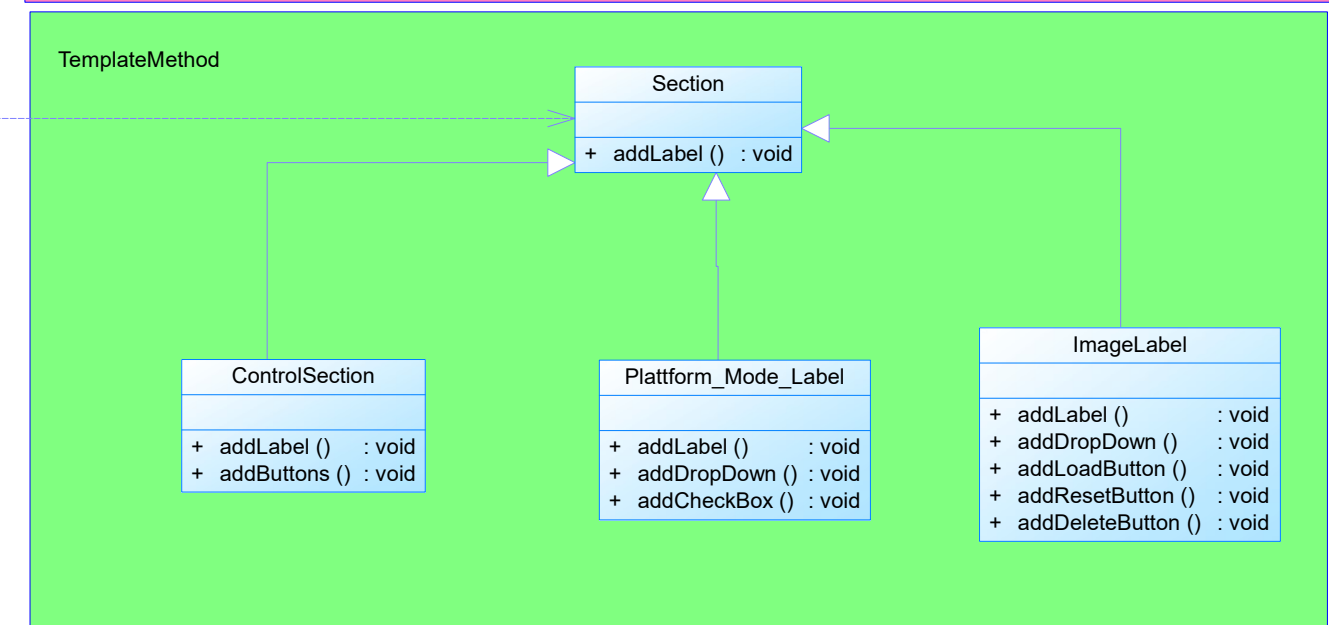 TemplateMethod
Section
+ addLabel () : void
ControlSection
+ addLabel () : void
+ addButtons () : void
Plattform_Mode_Label
+ addLabel () : void
+ addDropDown () : void
+ addCheckBox () : void
ImageLabel
+ addLabel () : void
+ addDropDown () : void
+ addLoadButton () : void
+ addResetButton () : void
+ addDeleteButton () : void